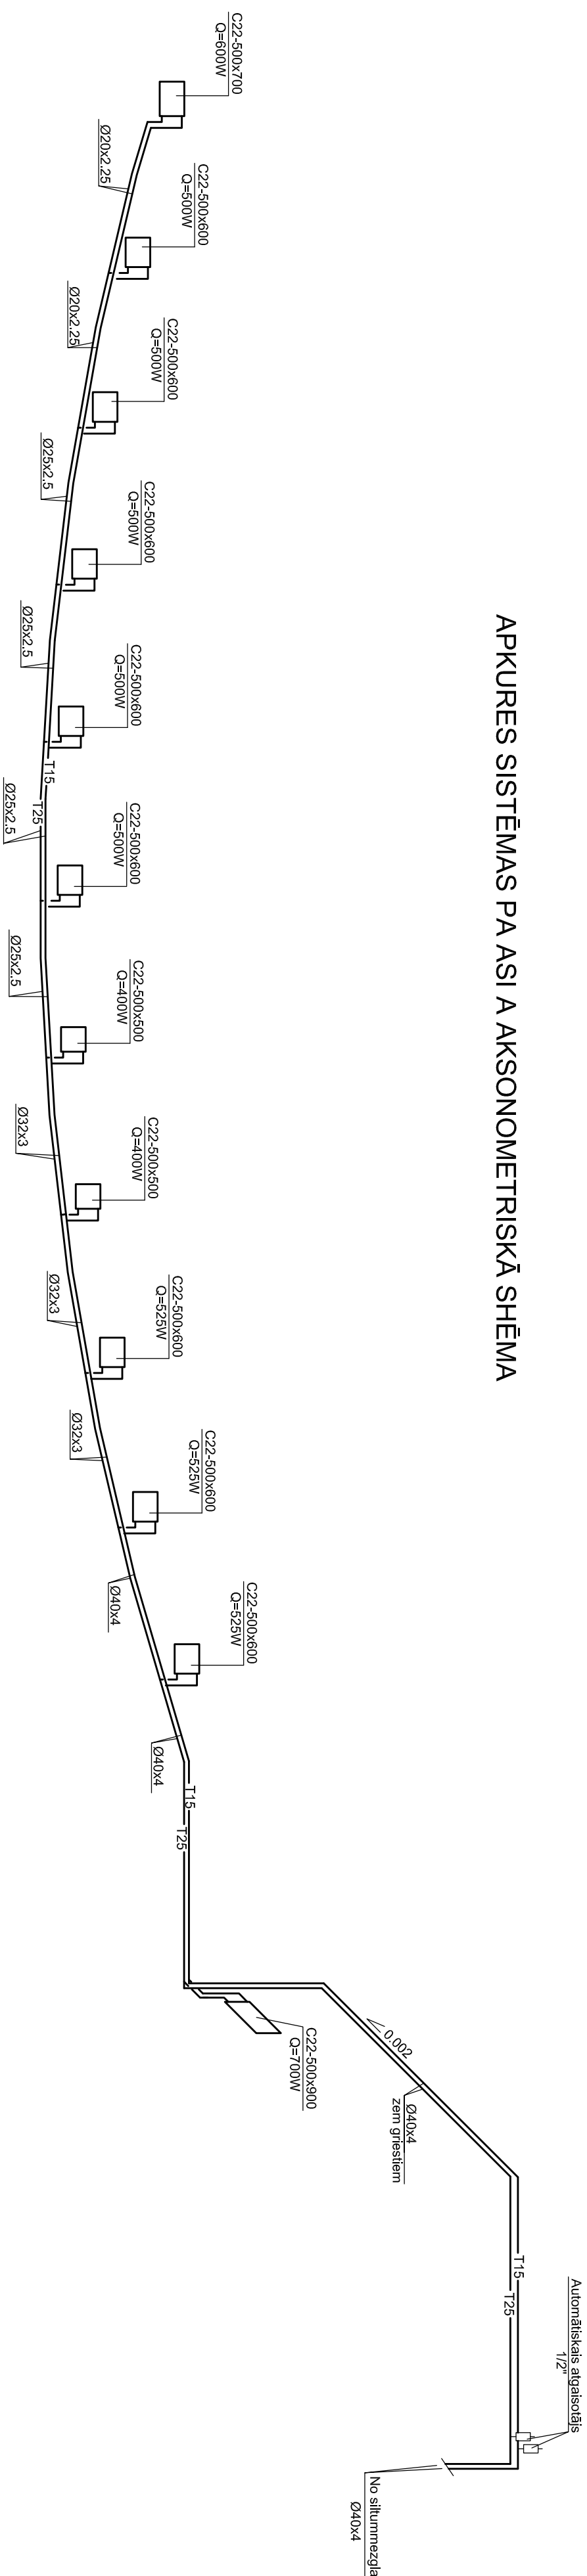 APKURES SISTĒMAS PA ASI A AKSONOMETRISKĀ SHĒMA
C22-500x700
Q=600W
Ø20x2.25
C22-500x600
Q=500W
Ø20x2.25
C22-500x600
Q=500W
Ø25x2.5
C22-500x600
Q=500W
Ø25x2.5
C22-500x600
Q=500W
T15
T25
Ø25x2.5
C22-500x600
Q=500W
Ø25x2.5
C22-500x500
Q=400W
Ø32x3
C22-500x500
Q=400W
Ø32x3
C22-500x600
Q=525W
Ø32x3
C22-500x600
Q=525W
Ø40x4
C22-500x600
Q=525W
Ø40x4
T15
T25
C22-500x900
Q=700W
0.002
Ø40x4
zem griestiem
T15
T25
Automātiskais atgaisotājs
1/2"
No siltummezgla
Ø40x4